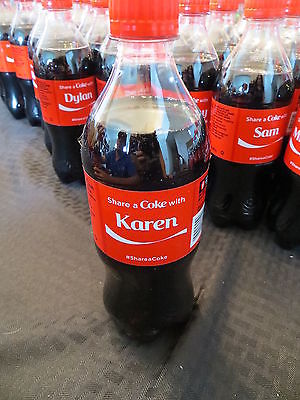 Share a Coke with
Dylan
Share a Coke with
Karen
#ShareaCoke
Share a Coke with
Sam
#ShareaCoke